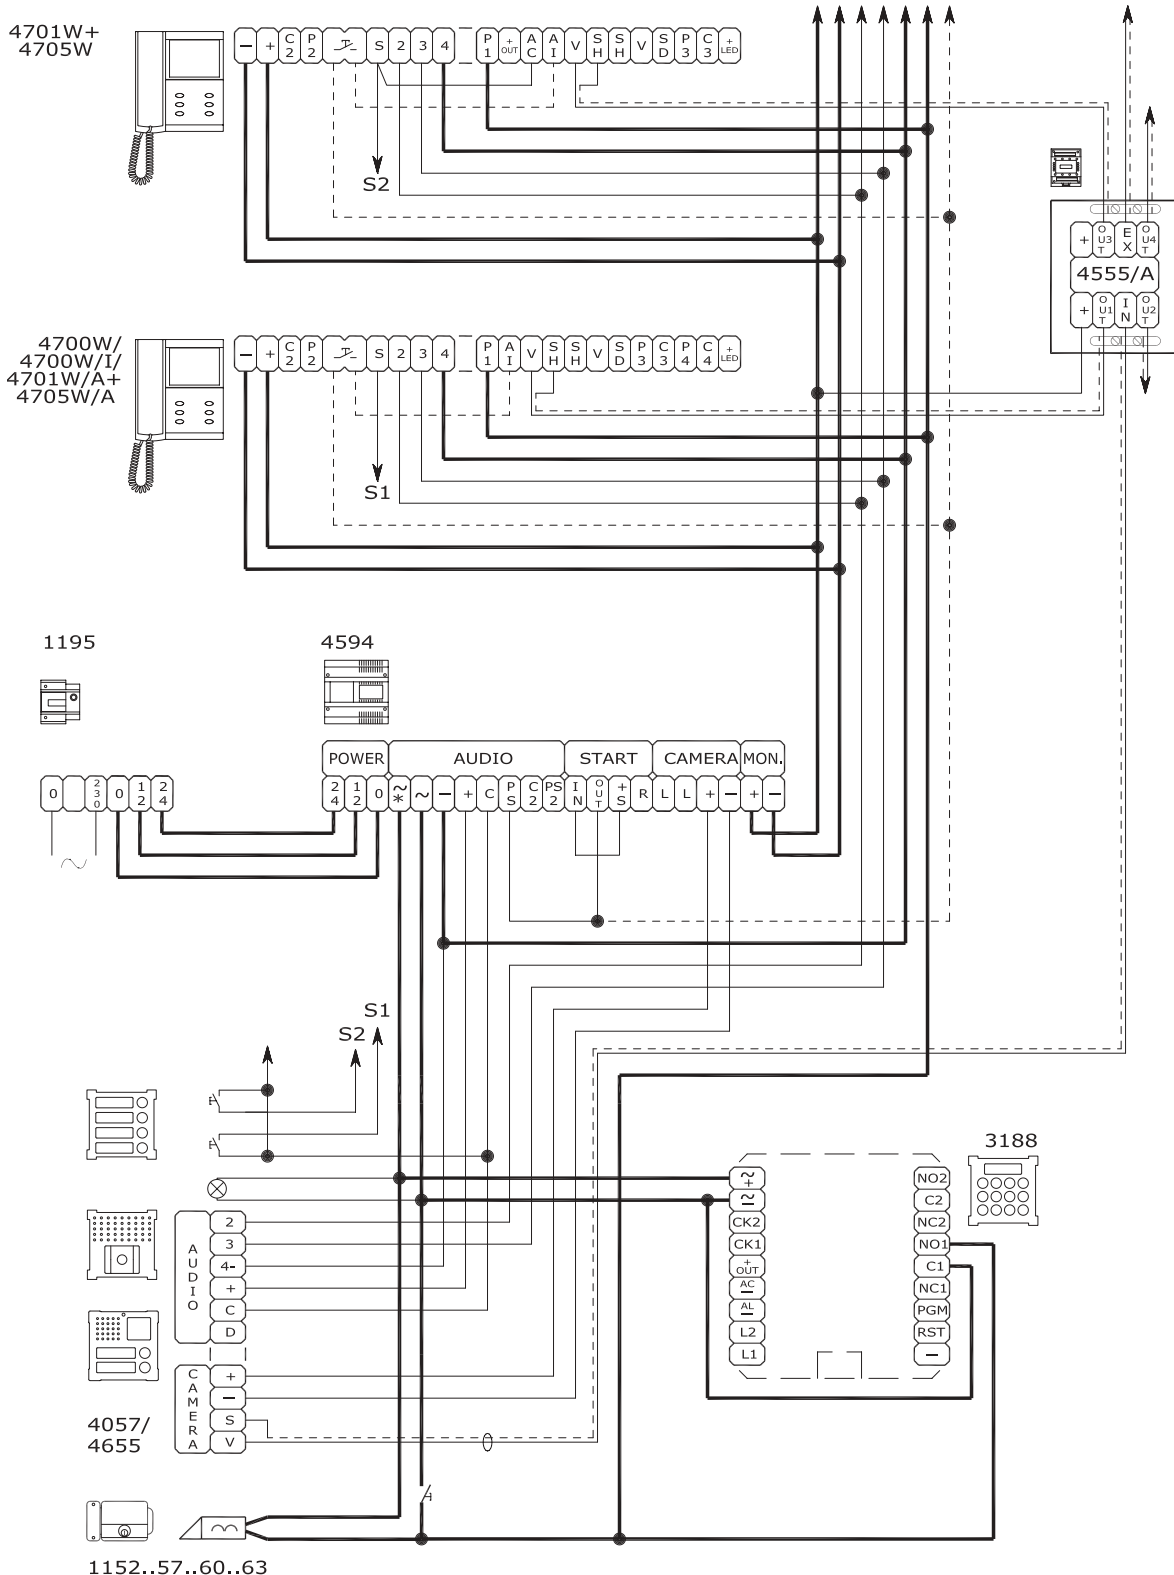 4701W+
4705W
— + C2 P2 S 2 3 4 P1 +OUT AC AI V SH SH V SD P3 C3 +LED
S2
+ OUT3 EX OUT4
4555/A
+ OUT1 IN OUT2
4700W/
4700W/I/
4701W/A+
4705W/A
— + C2 P2 S 2 3 4 P1 AI V SH SH V SD P3 C3 P4 C4 +LED
S1
1195
4594
POWER AUDIO START CAMERA MON.
0 230 0 12 24
24 12 0 ~* ~ — + C PS C2 PS2 IN OUT +S R L L + — + —
~
S1
S2
3188
~+ NO2
~— C2
CK2 NC2
CK1 NO1
+OUT C1
AC— NC1
AL— PGM
L2 RST
L1 —
AUDIO
2
3
4-
+
C
D
CAMERA
+
—
S
V
4057/
4655
1152..57..60..63